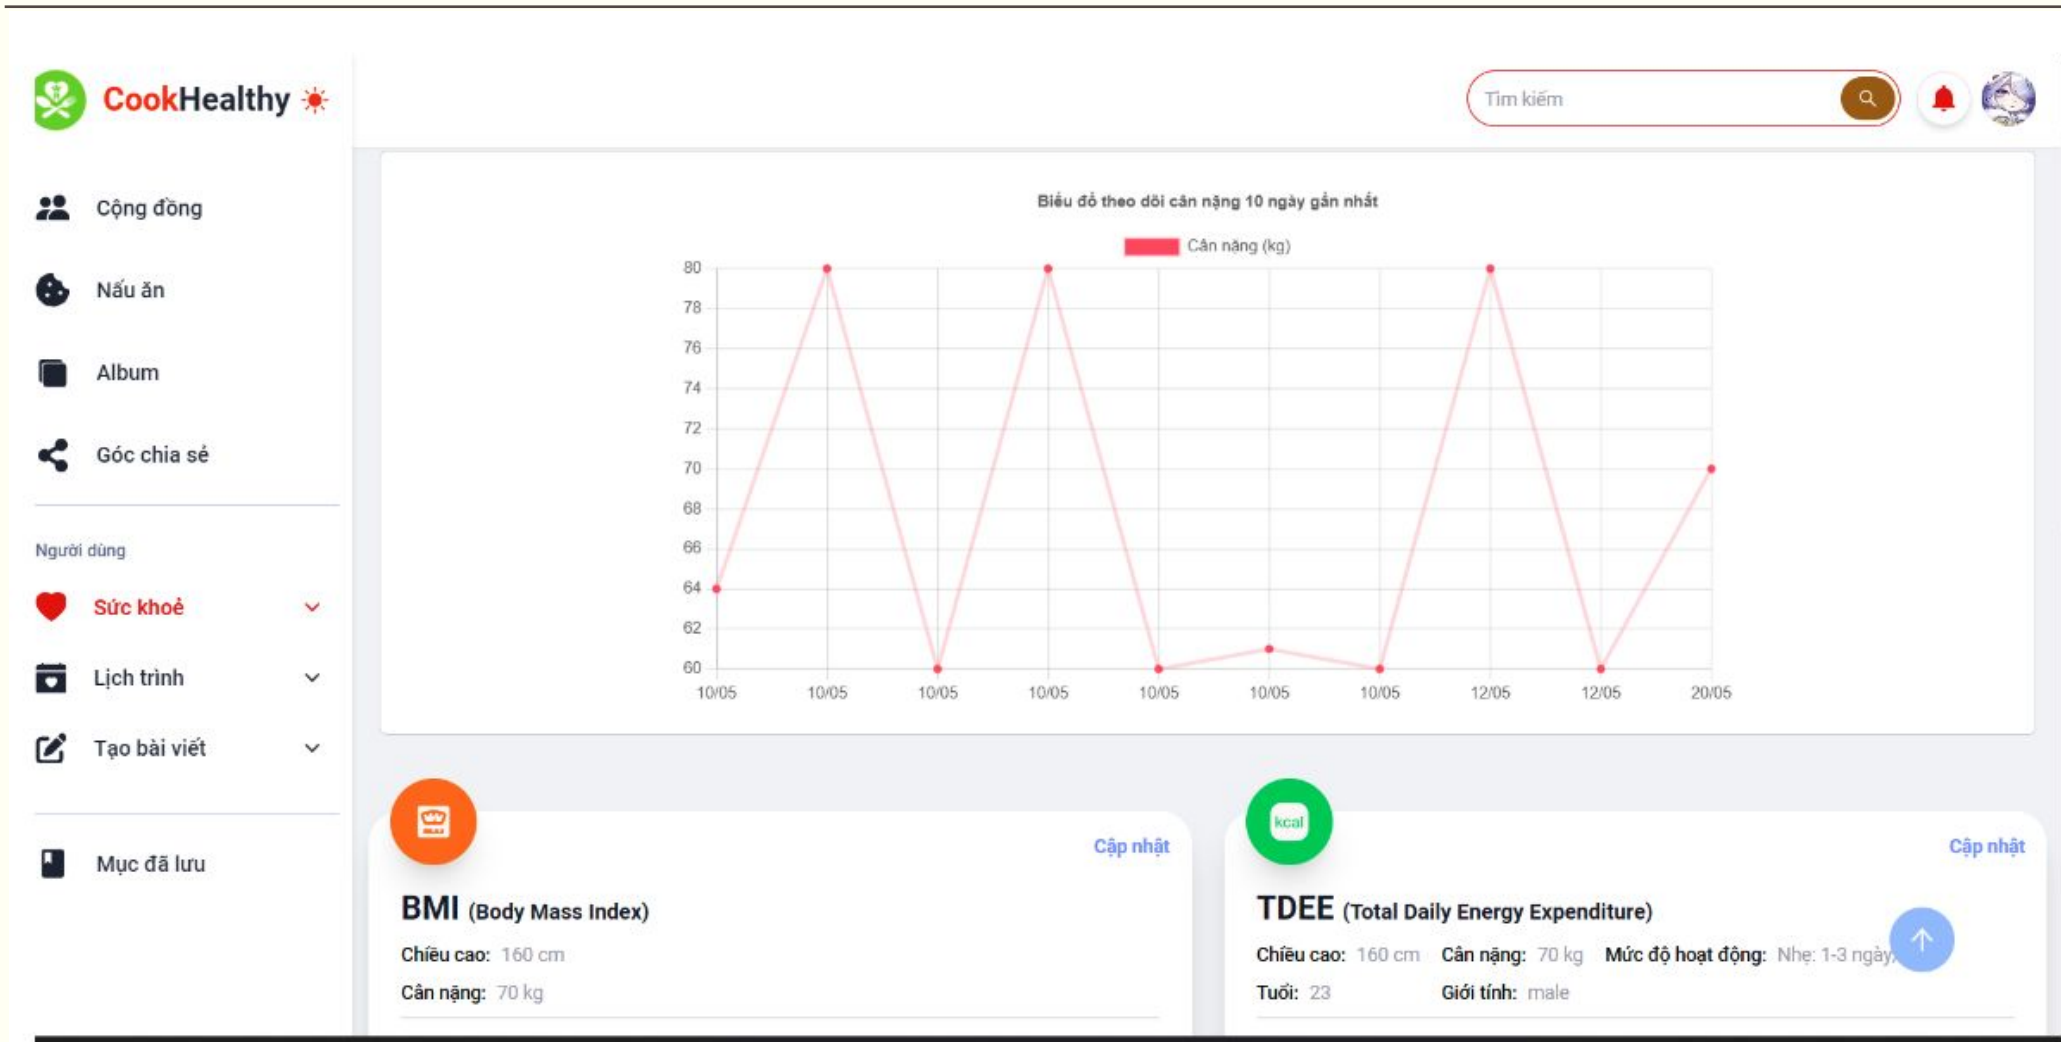 CookHealthy
Tìm kiếm
Cộng đồng
Nấu ăn
Album
Góc chia sẻ
Người dùng
Sức khoẻ
Lịch trình
Tạo bài viết
Mục đã lưu
Biểu đồ theo dõi cân nặng 10 ngày gần nhất
Cân nặng (kg)
80
78
76
74
72
70
68
66
64
62
60
10/05 10/05 10/05 10/05 10/05 10/05 10/05 12/05 12/05 20/05
Cập nhật
BMI (Body Mass Index)
Chiều cao: 160 cm
Cân nặng: 70 kg
kcal
Cập nhật
TDEE (Total Daily Energy Expenditure)
Chiều cao: 160 cm Cân nặng: 70 kg Mức độ hoạt động: Nhẹ: 1-3 ngày
Tuổi: 23 Giới tính: male